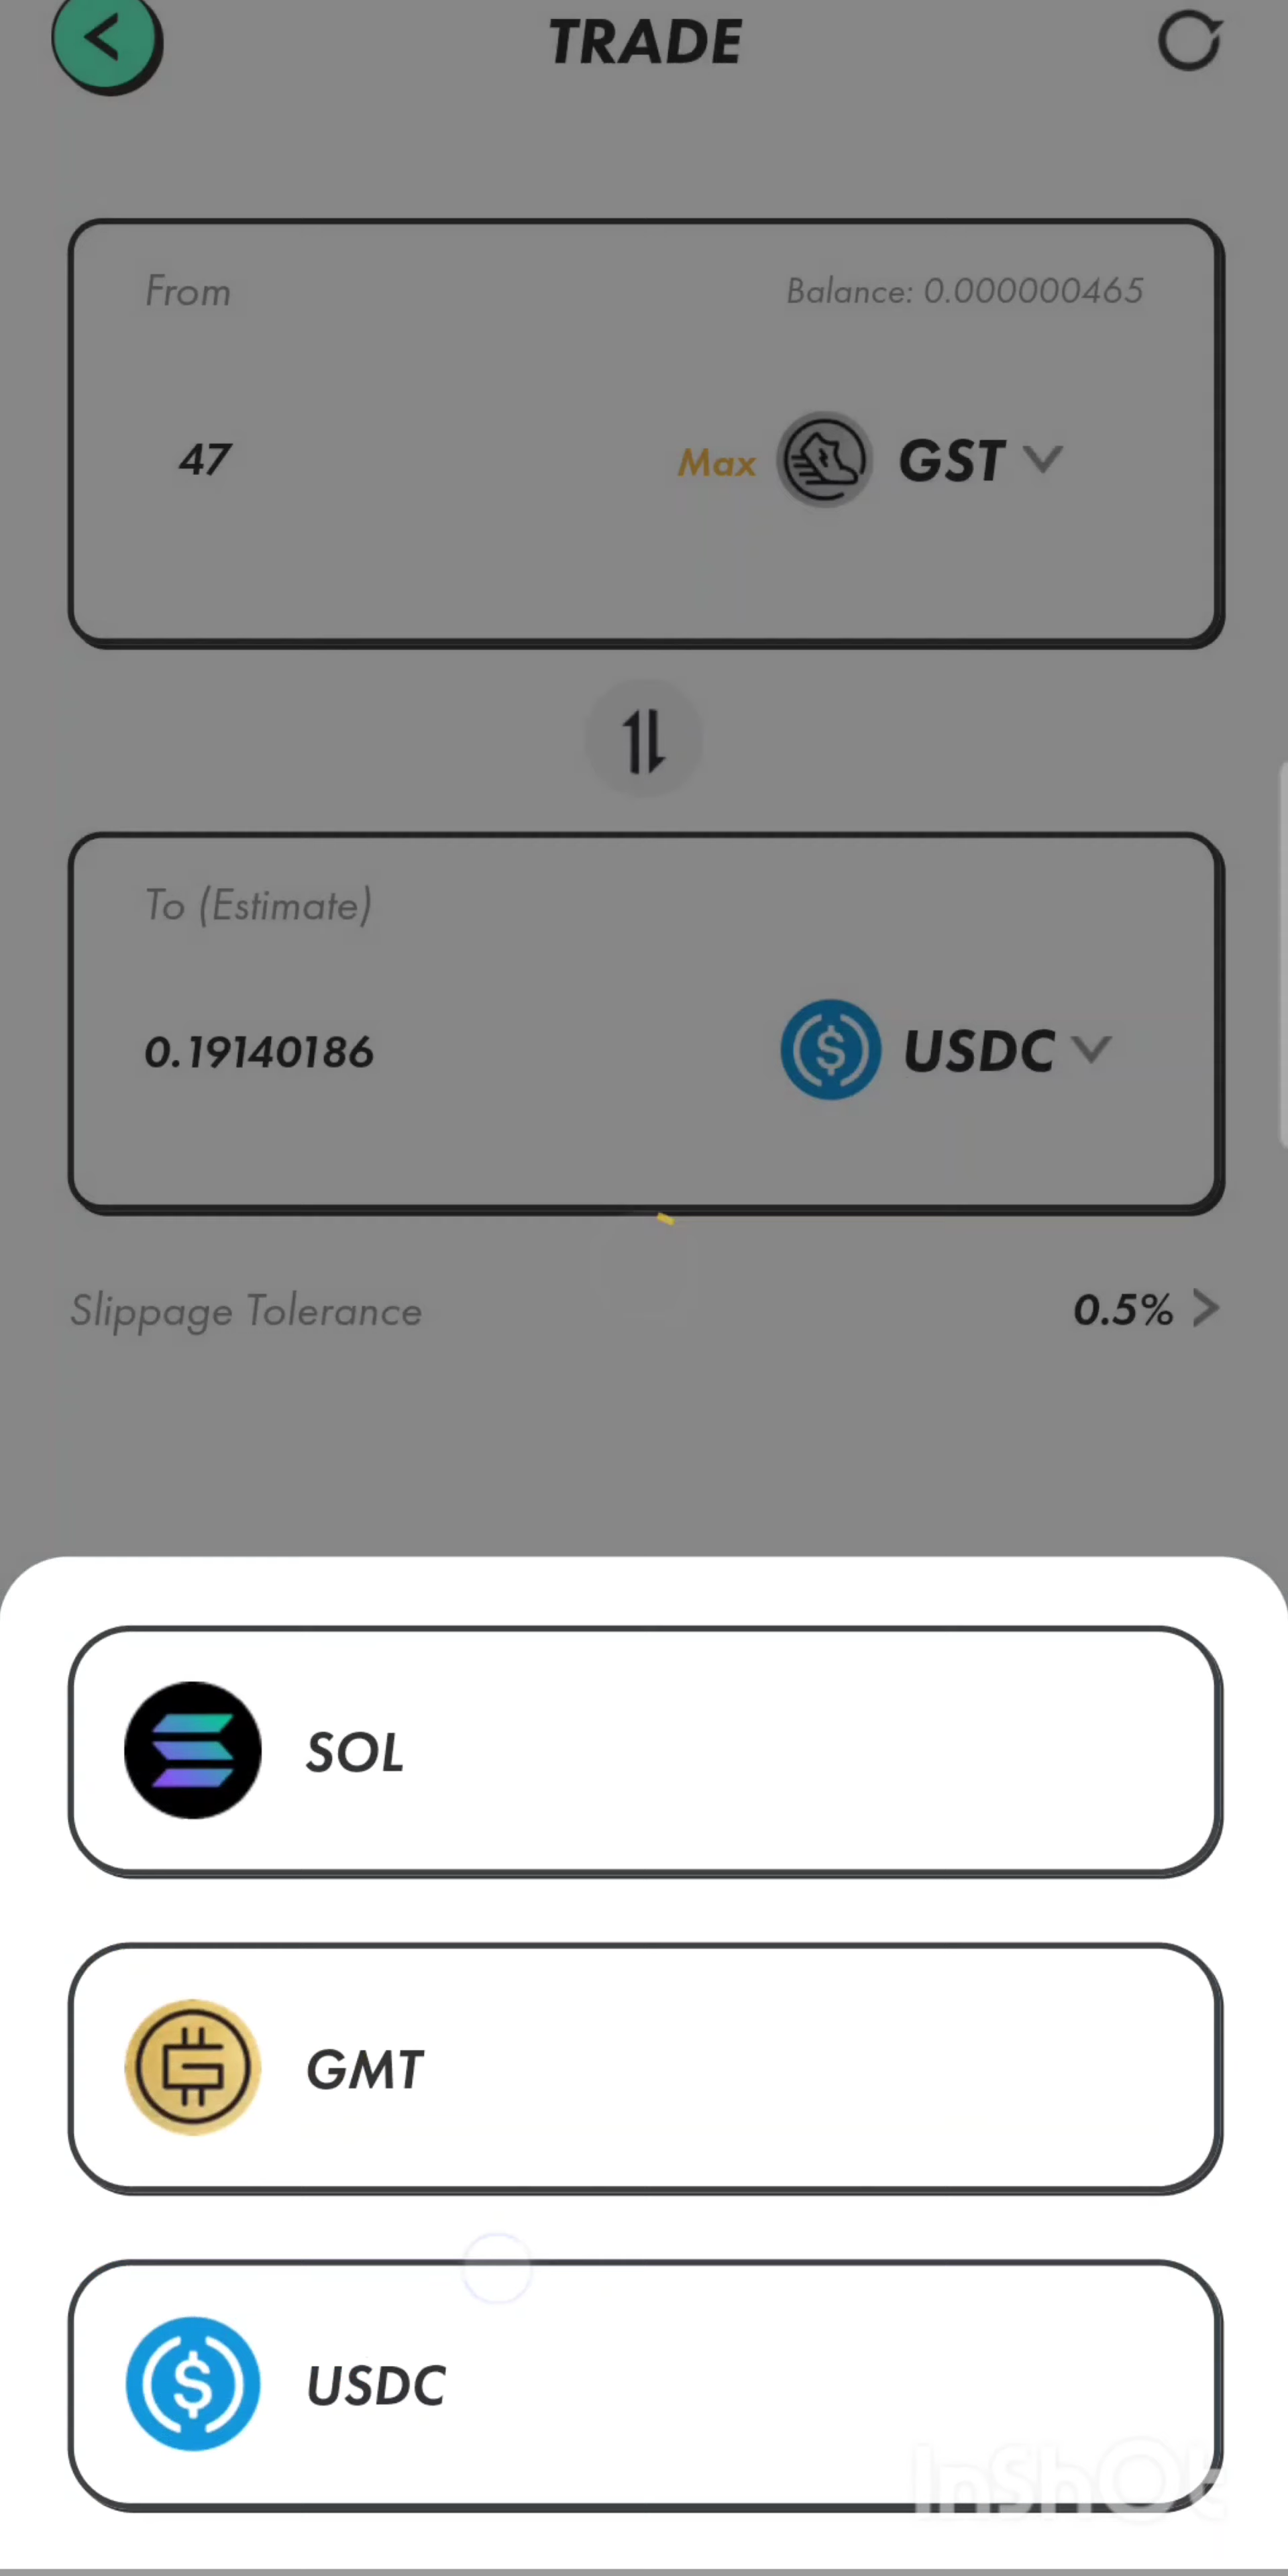 TRADE
From
Balance: 0.000000465
47
Max
GST
To (Estimate)
0.19140186
USDC
Slippage Tolerance
0.5%
SOL
GMT
USDC
InShOt